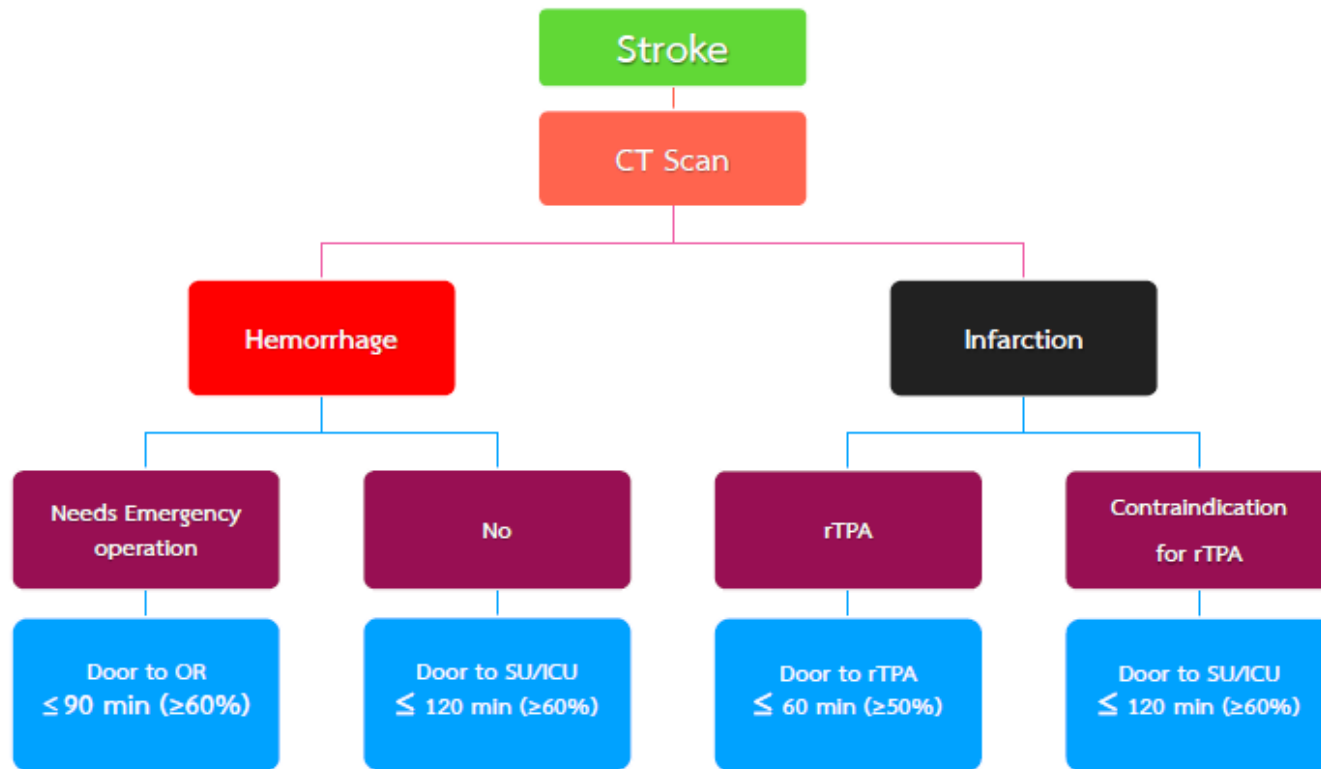 Stroke
CT Scan
Hemorrhage
Infarction
Needs Emergency
operation
No
rTPA
Contraindication
for rTPA
Door to OR
≤ 90 min (≥60%)
Door to SU/ICU
≤ 120 min (≥60%)
Door to rTPA
≤ 60 min (≥50%)
Door to SU/ICU
≤ 120 min (≥60%)